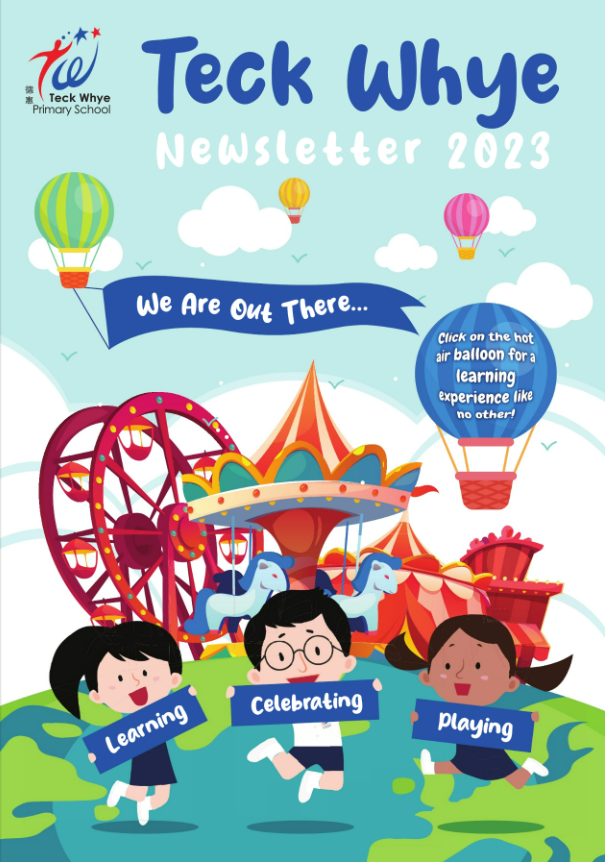 德
惠
Teck Whye
Primary School
Teck Whye
Newsletter 2023
We Are Out There...
Click on the hot
air balloon for a
learning
experience like
no other!
Learning
Celebrating
Playing